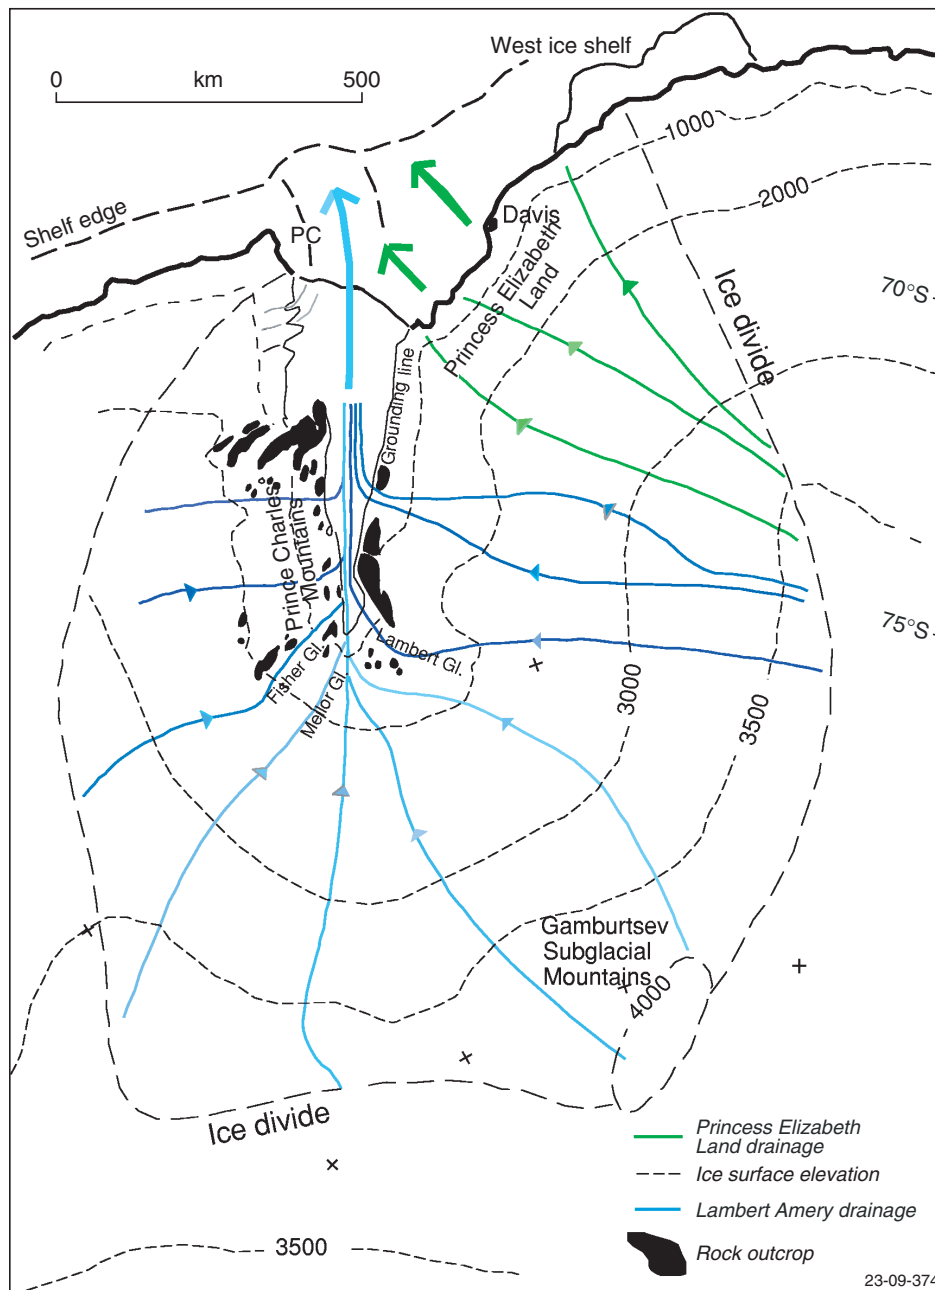 West ice shelf
0 km 500
1000
2000
Shelf edge
PC
Davis
Princess Elizabeth
Land
Ice divide
70°S
Grounding line
Prince Charles
Mountains
75°S
Fisher Gl.
Mellor Gl.
Lambert Gl.
3000
3500
Gamburtsev
Subglacial
Mountains
4000
Ice divide
3500
Princess Elizabeth
Land drainage
Ice surface elevation
Lambert Amery drainage
Rock outcrop
23-09-374